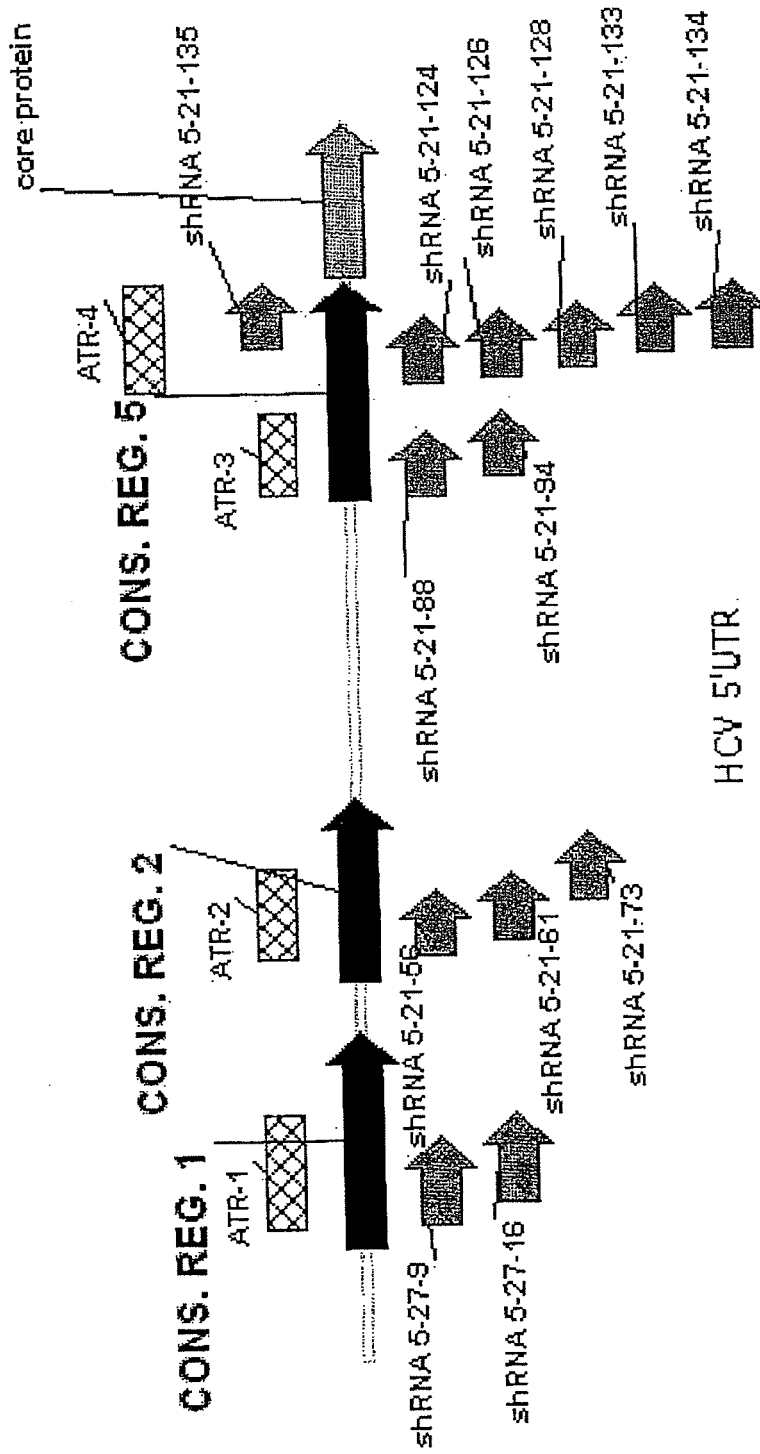 CONS. REG. 1
CONS. REG. 2
CONS. REG. 5
core protein
ATR-1
ATR-2
ATR-3
ATR-4
shRNA 5-21-135
shRNA 5-27-9
shRNA 5-27-16
shRNA 5-21-56
shRNA 5-21-61
shRNA 5-21-73
shRNA 5-21-88
shRNA 5-21-94
shRNA 5-21-124
shRNA 5-21-126
shRNA 5-21-128
shRNA 5-21-133
shRNA 5-21-134
HCV 5'UTR